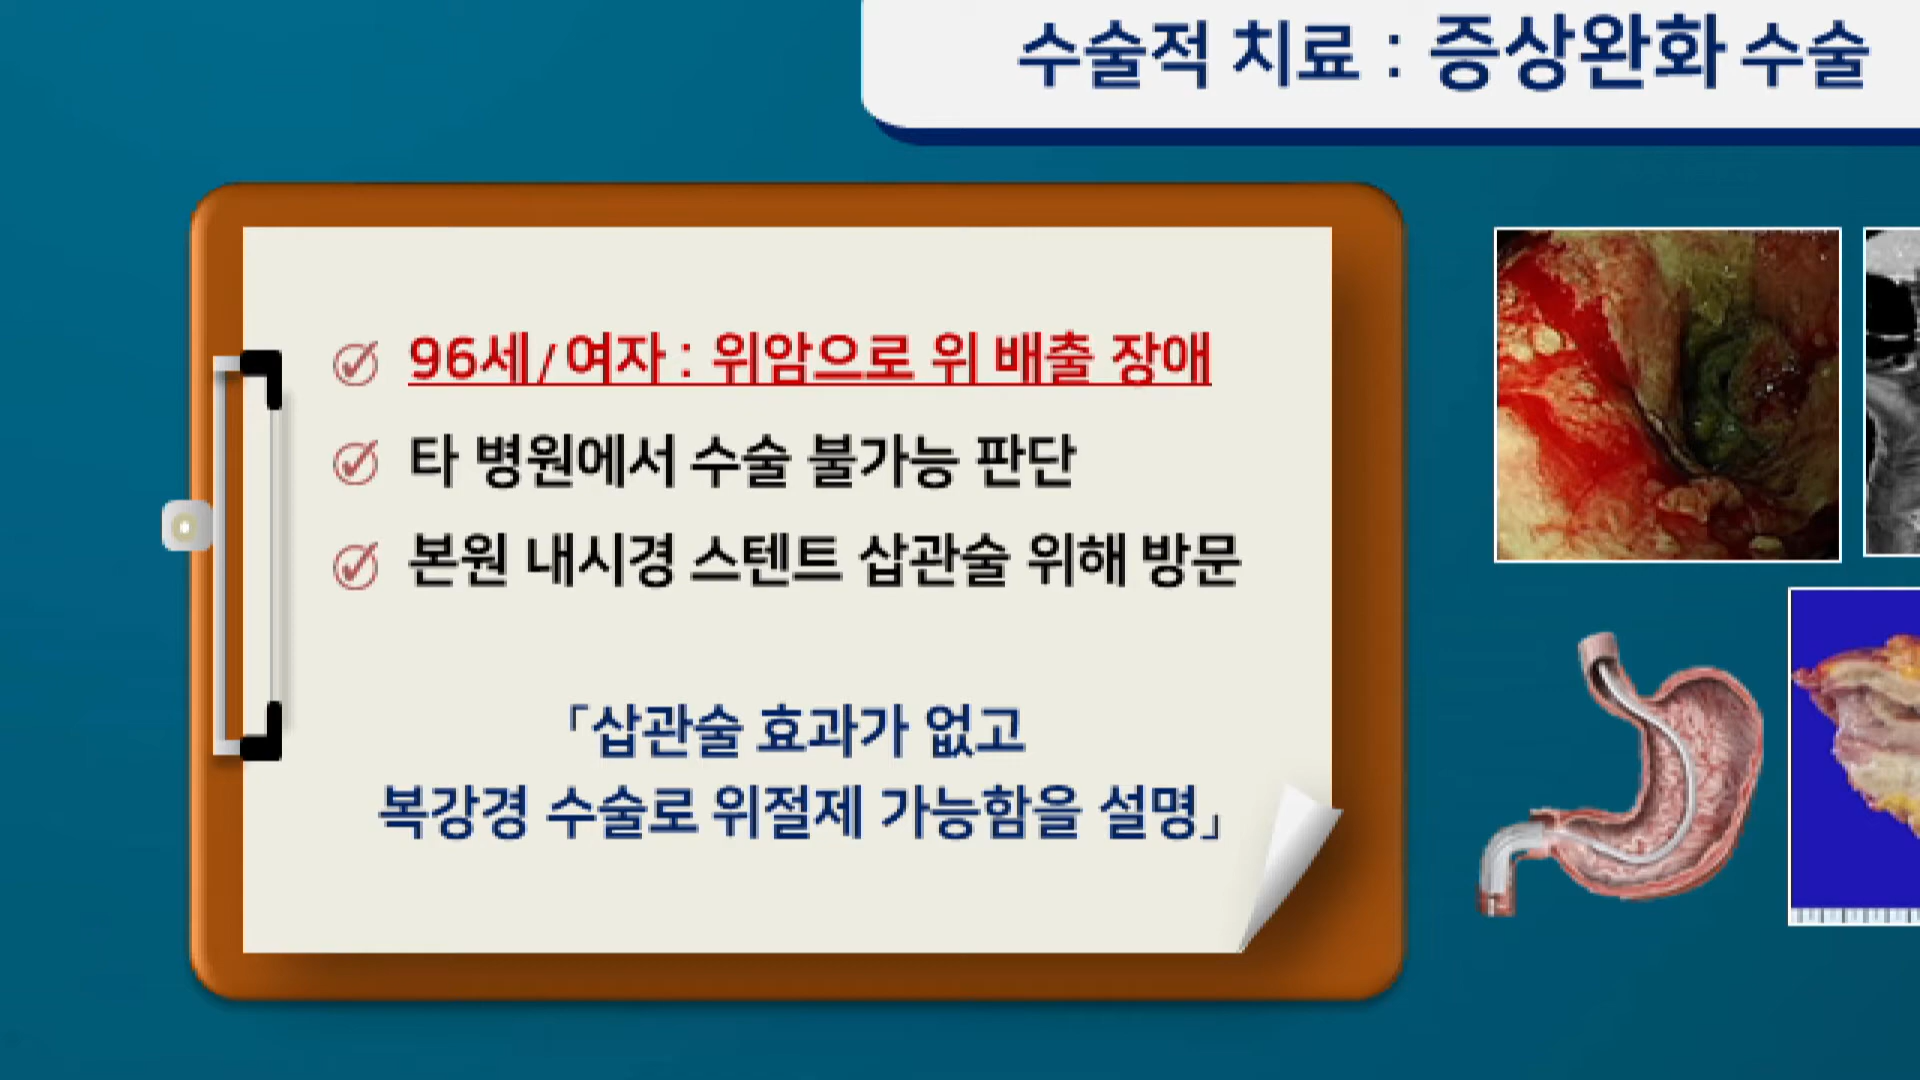 수술적 치료 : 증상완화 수술
96세/여자 : 위암으로 위 배출 장애
타 병원에서 수술 불가능 판단
본원 내시경 스텐트 삽관술 위해 방문
「삽관술 효과가 없고
복강경 수술로 위절제 가능함을 설명」